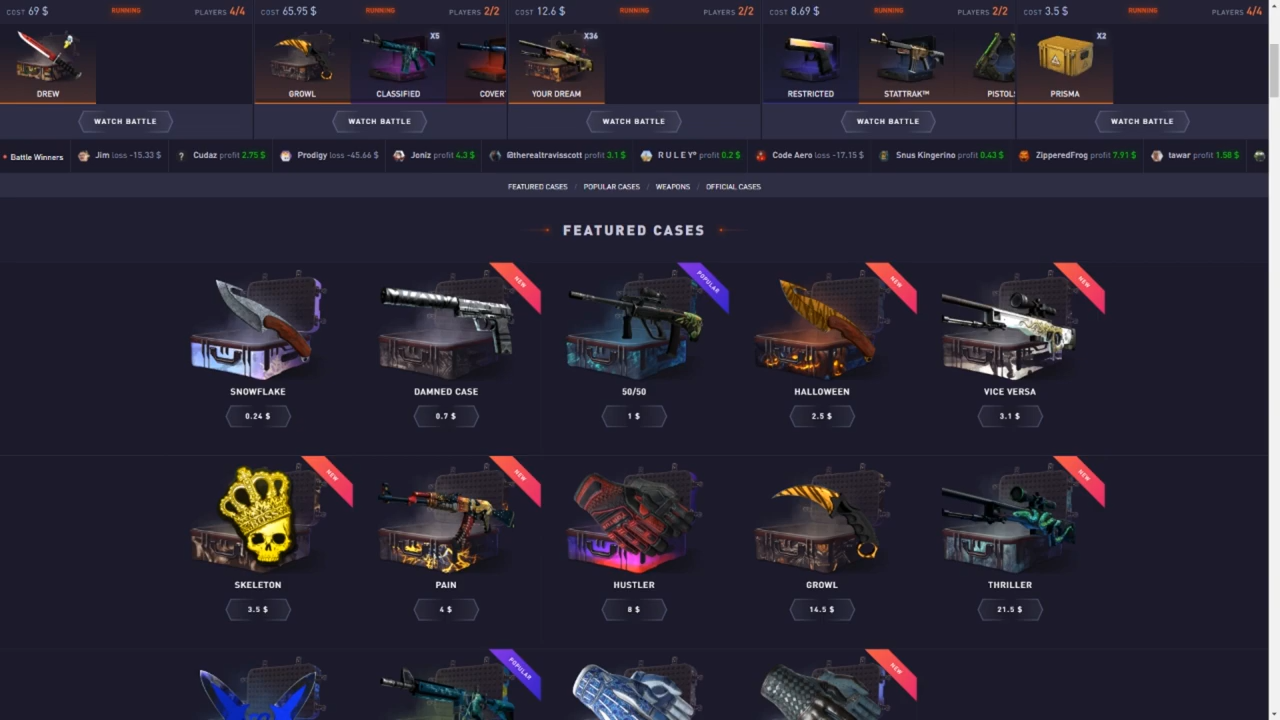 COST 69 $ RUNNING PLAYERS 4/4
COST 65.95 $ RUNNING PLAYERS 2/2
COST 12.6 $ RUNNING PLAYERS 2/2
COST 8.69 $ RUNNING PLAYERS 2/2
COST 3.5 $ RUNNING PLAYERS 4/4
X5
X36
X2
DREW
GROWL
CLASSIFIED
COVER
YOUR DREAM
RESTRICTED
STATTRAK™
PISTOL
PRISMA
WATCH BATTLE
WATCH BATTLE
WATCH BATTLE
WATCH BATTLE
WATCH BATTLE
Battle Winners
Jim loss -15.33 $
Cudaz profit 2.75 $
Prodigy loss -45.66 $
Joniz profit 4.3 $
@therealtravisscott profit 3.1 $
R U L E Y® profit 0.2 $
Code Aero loss -17.15 $
Snus Kingerino profit 0.43 $
ZipperedFrog profit 7.91 $
tawar profit 1.58 $
FEATURED CASES / POPULAR CASES / WEAPONS / OFFICIAL CASES
FEATURED CASES
NEW
POPULAR
NEW
NEW
SNOWFLAKE
DAMNED CASE
50/50
HALLOWEEN
VICE VERSA
0.24 $
0.7 $
1 $
2.5 $
3.1 $
NEW
NEW
NEW
SKELETON
PAIN
HUSTLER
GROWL
THRILLER
3.5 $
4 $
8 $
14.5 $
21.5 $
POPULAR
NEW